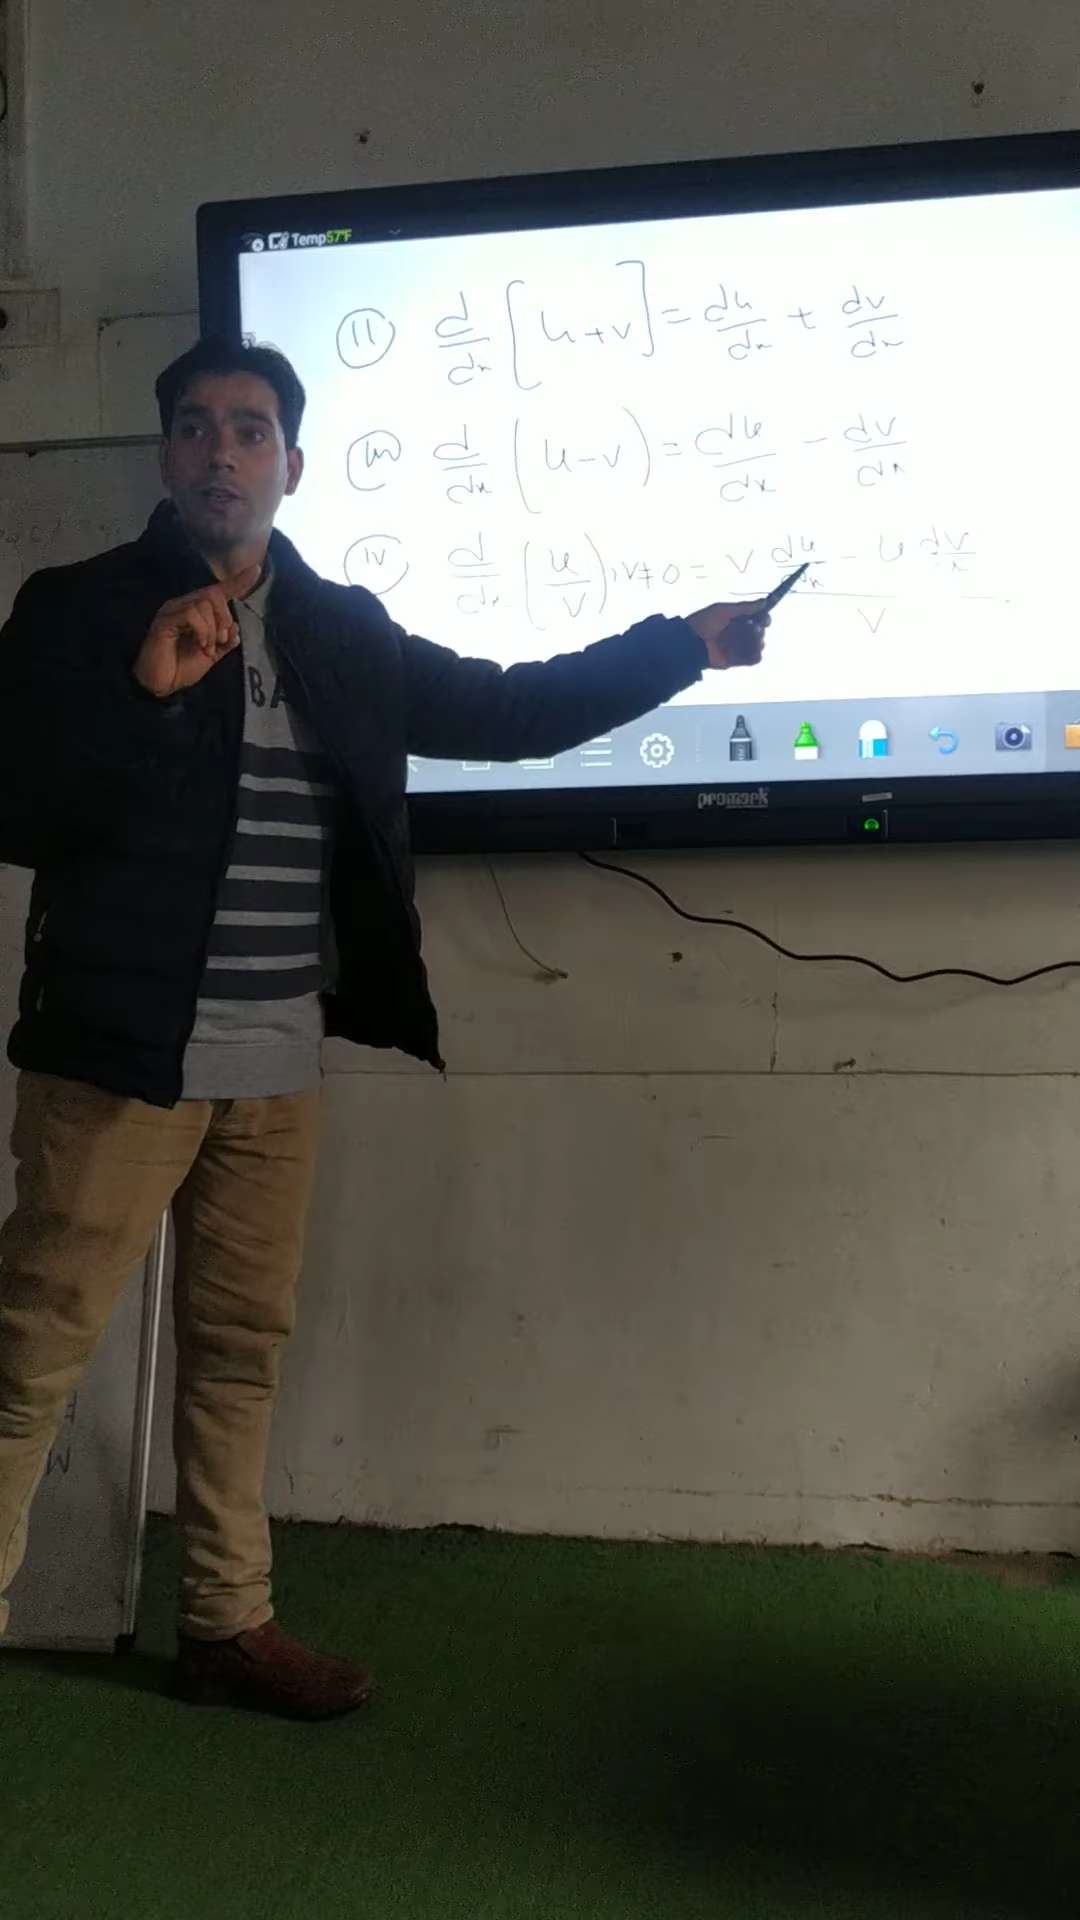 Temp57°F
(ii) d/dx [u+v] = du/dx + dv/dx
(iii) d/dx (u-v) = du/dx - dv/dx
(iv) d/dx (u/v), v≠0 = v du/dx - u dv/x / v
BA
promark